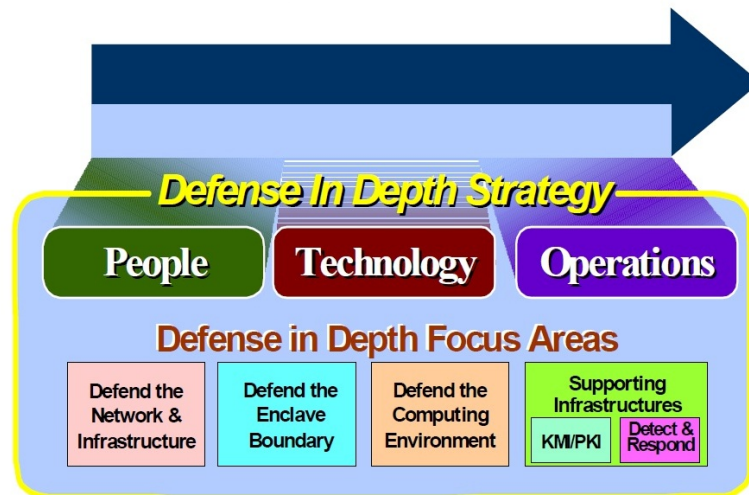 Defense In Depth Strategy
People
Technology
Operations
Defense in Depth Focus Areas
Defend the
Network &
Infrastructure
Defend the
Enclave
Boundary
Defend the
Computing
Environment
Supporting
Infrastructures
KMI/PKI
Detect &
Respond